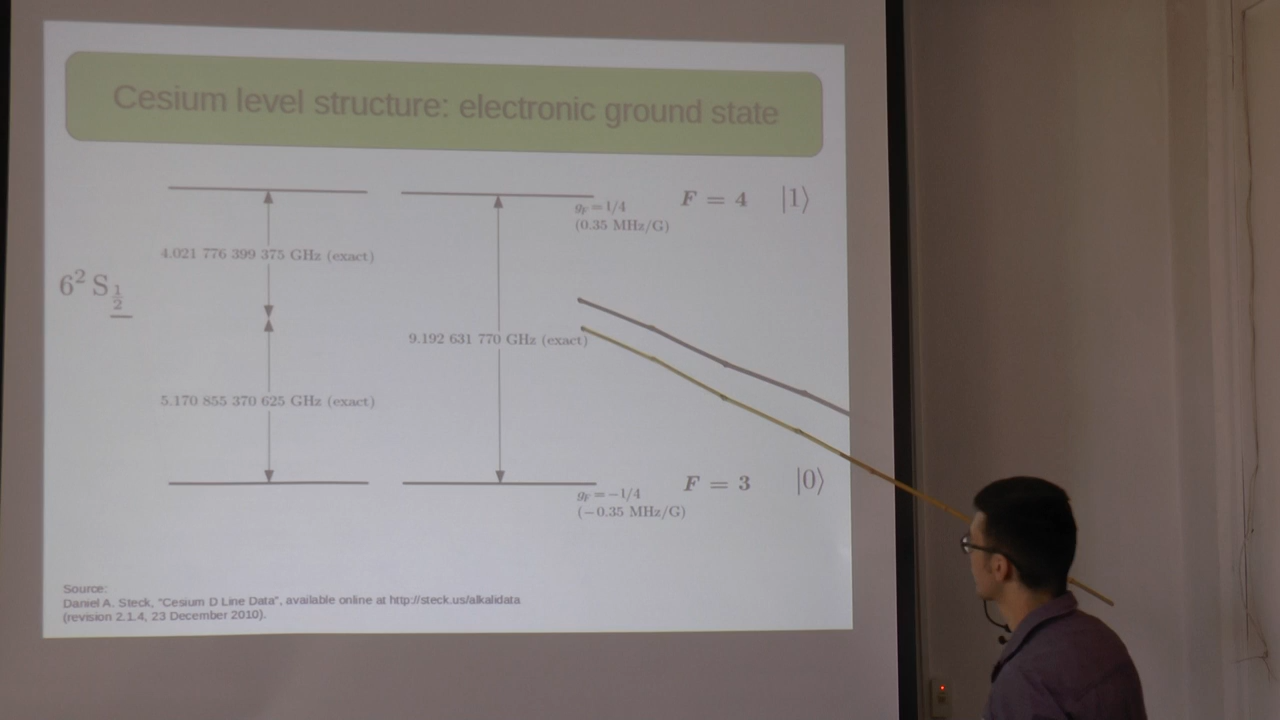 Cesium level structure: electronic ground state
g_F = 1/4
(0.35 MHz/G)
F = 4 |1⟩
4.021 776 399 375 GHz (exact)
6² S_{1/2}
9.192 631 770 GHz (exact)
5.170 855 370 625 GHz (exact)
g_F = −1/4
(−0.35 MHz/G)
F = 3 |0⟩
Source:
Daniel A. Steck, "Cesium D Line Data", available online at http://steck.us/alkalidata
(revision 2.1.4, 23 December 2010).